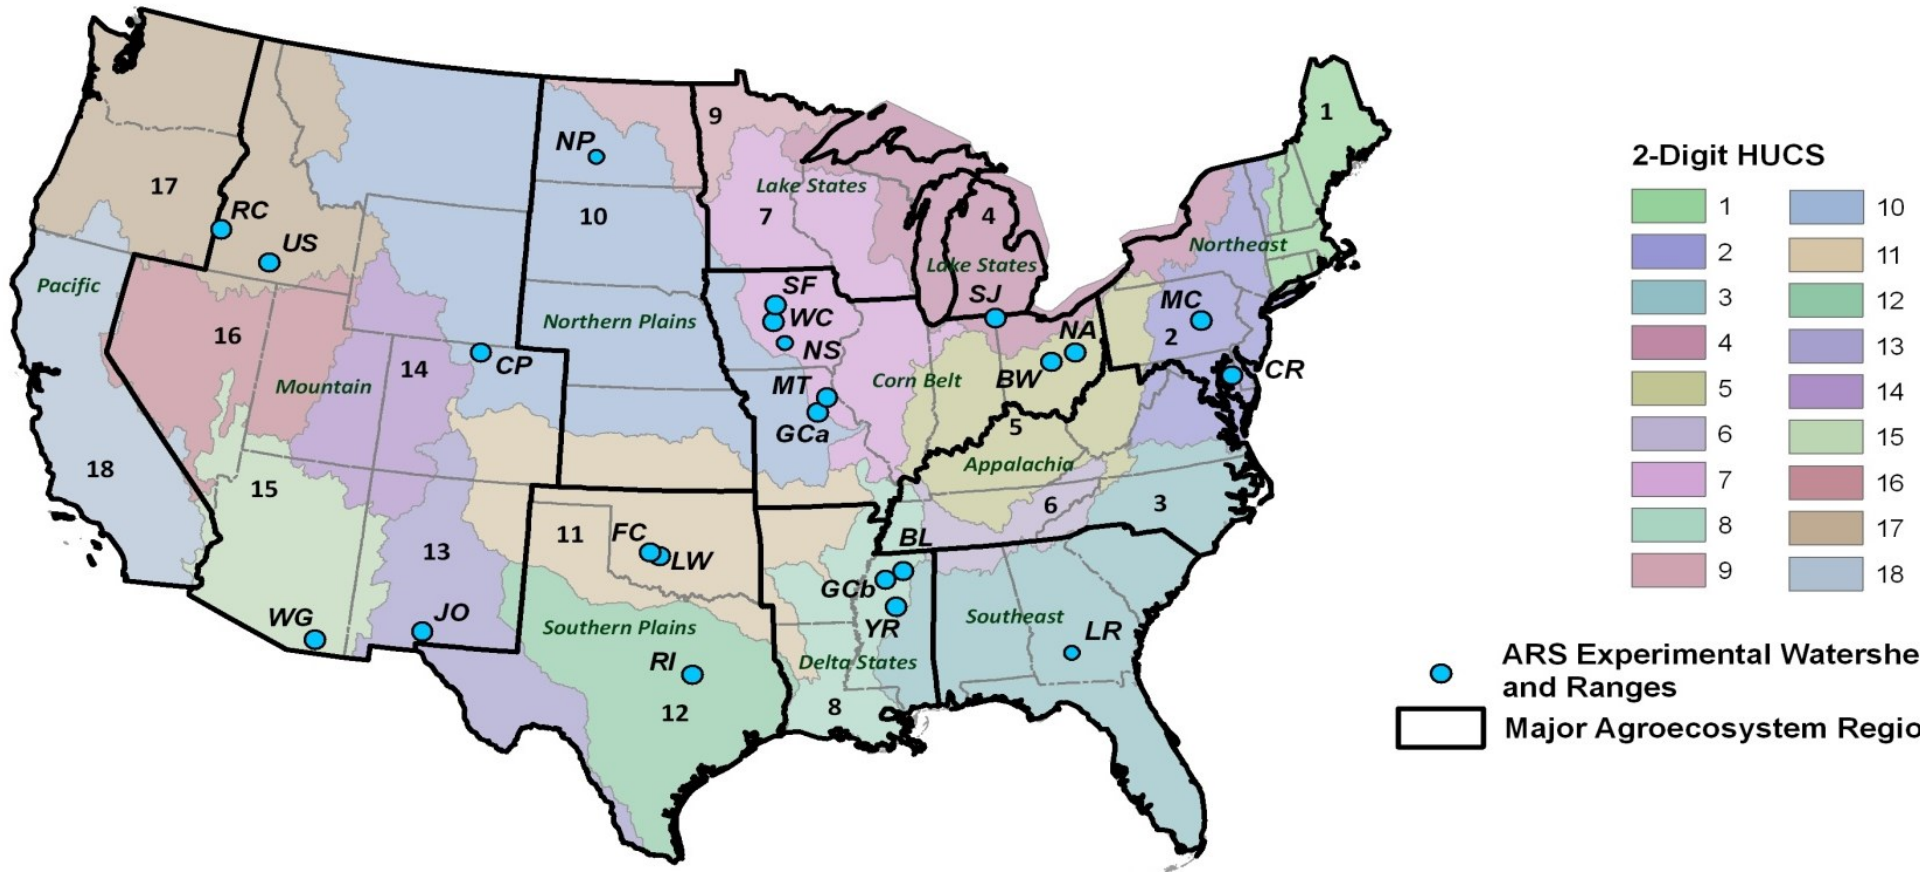 1
9
NP
17
Lake States
RC
7
10
4
US
Northeast
Pacific
Lake States
SF
SJ
MC
WC
Northern Plains
16
NA
2
NS
CP
14
Mountain
Corn Belt
BW
CR
MT
GCa
5
18
Appalachia
15
6
3
11
FC
BL
13
LW
GCb
WG
JO
Southern Plains
Southeast
YR
LR
RI
Delta States
12
8
2-Digit HUCS
1
2
3
4
5
6
7
8
9
10
11
12
13
14
15
16
17
18
ARS Experimental Watershe
and Ranges
Major Agroecosystem Regio